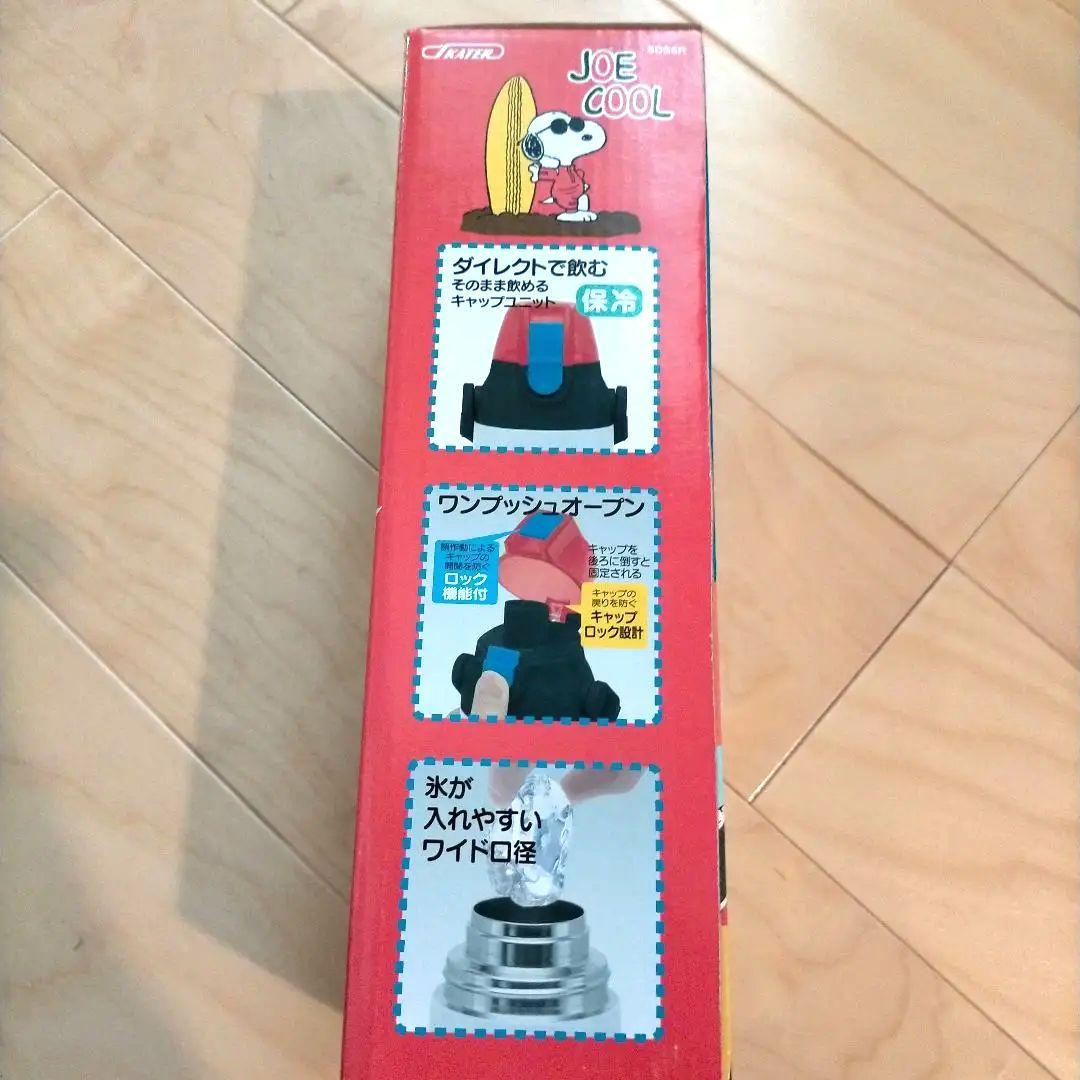 SKATER
SDS6R
JOE
COOL
ダイレクトで飲む
そのまま飲める
キャップユニット
保冷
ワンプッシュオープン
誤作動による
キャップの
開閉を防ぐ
ロック
機能付
キャップを
後ろに倒すと
固定される
キャップの
戻りを防ぐ
キャップ
ロック設計
氷が
入れやすい
ワイド口径